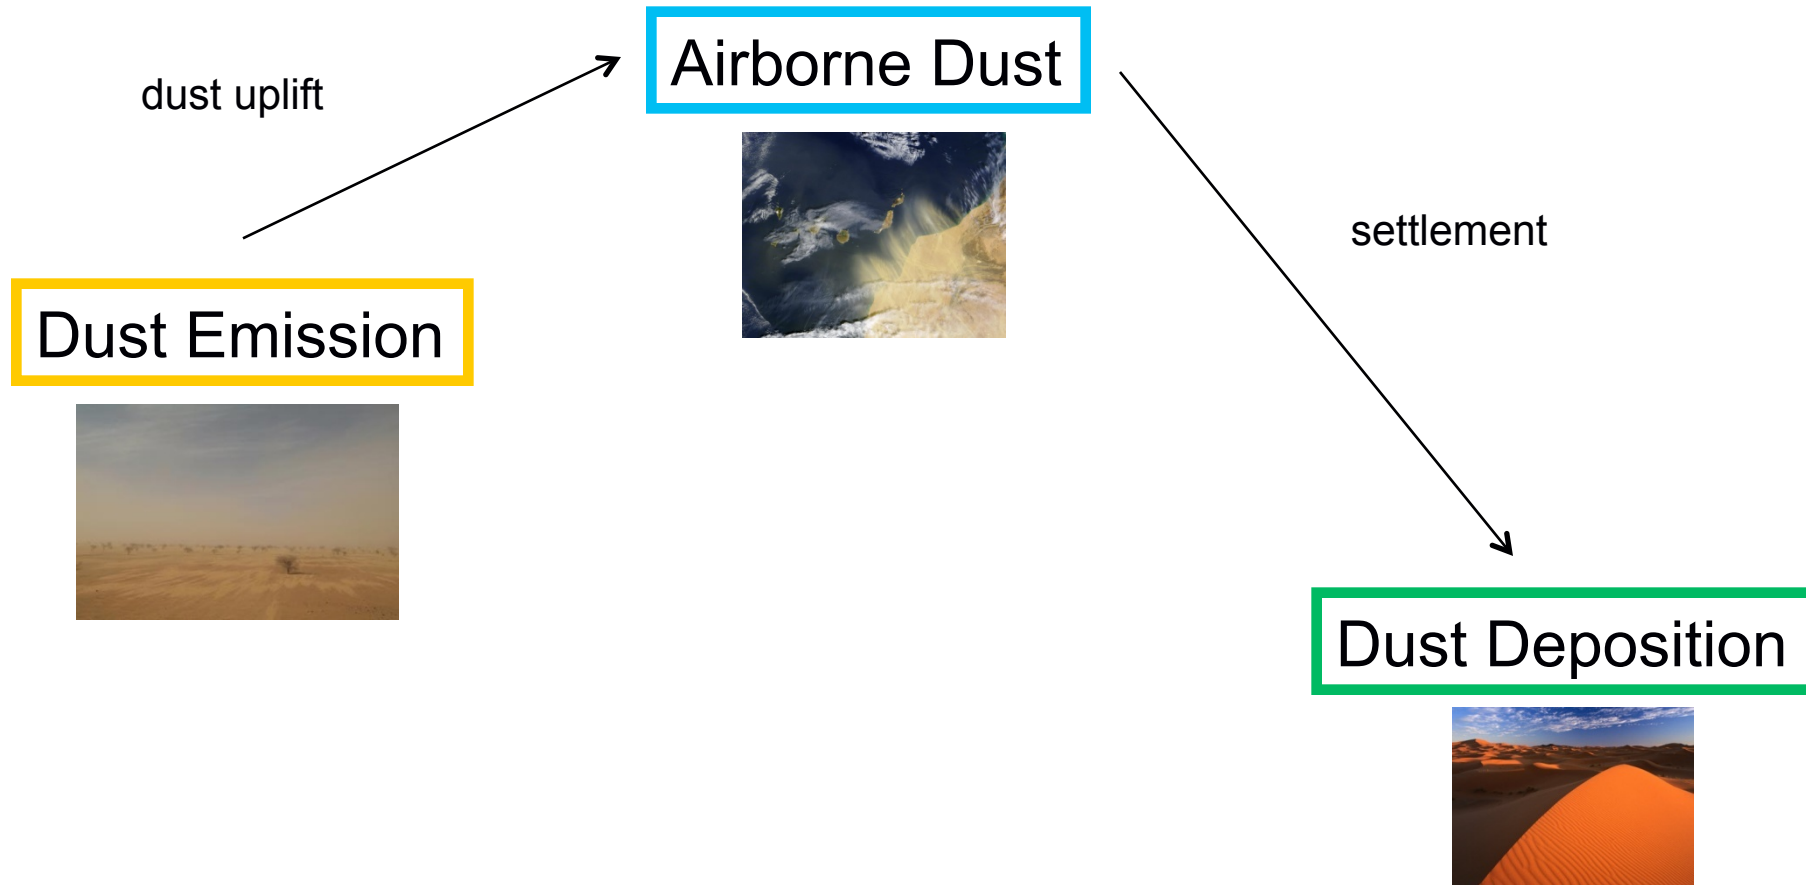 Airborne Dust
dust uplift
settlement
Dust Emission
Dust Deposition